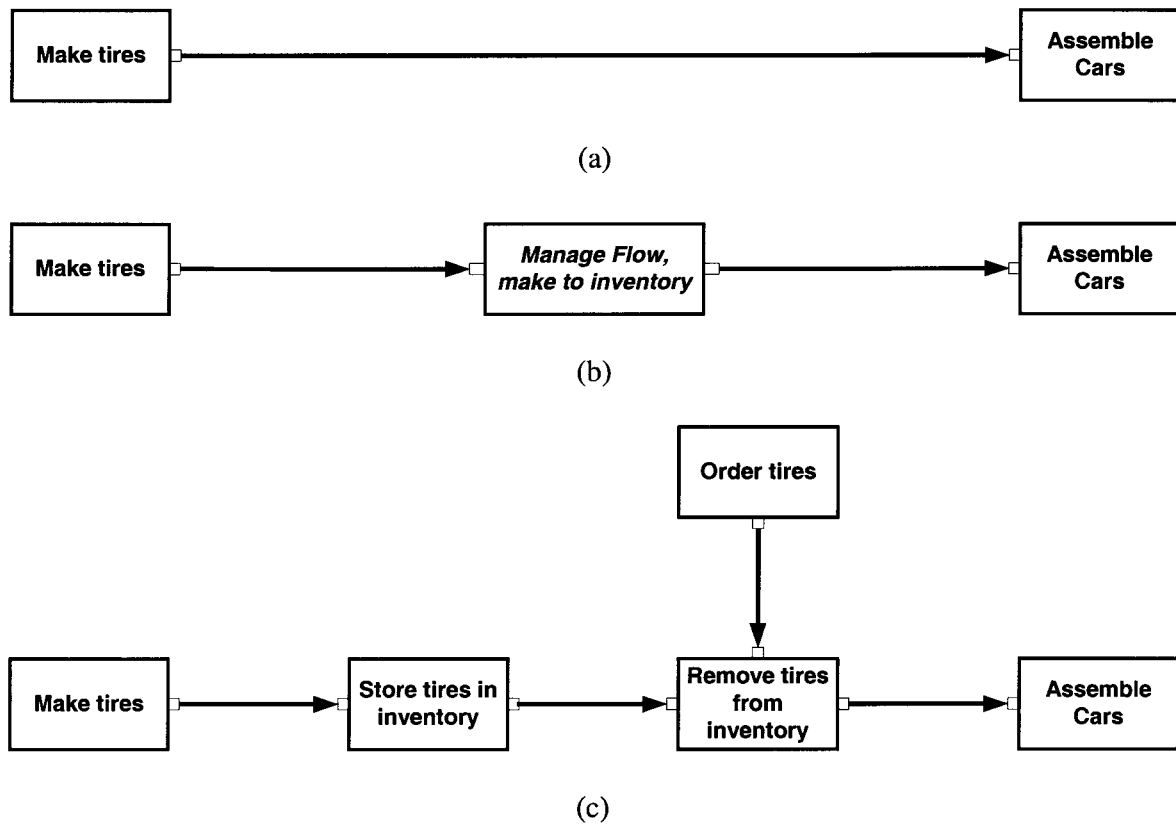 Make tires
Assemble
Cars
(a)
Make tires
Manage Flow,
make to inventory
Assemble
Cars
(b)
Order tires
Make tires
Store tires in
inventory
Remove tires
from
inventory
Assemble
Cars
(c)